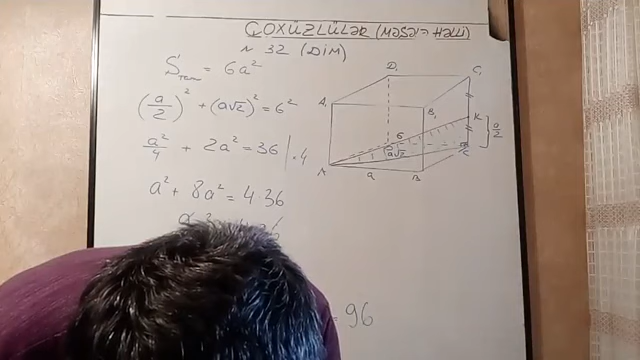 ÇOXÜZLÜLƏR (MƏSƏLƏ HƏLLİ)
№ 32 (DİM)
S = 6a²
(a/2)² + (a√2)² = 6²
a²/4 + 2a² = 36 | · 4
a² + 8a² = 4·36
= 96
D₁ C₁
A₁ B₁
K
6
a/2
a√2
C
A a B